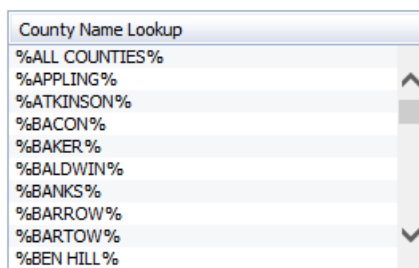 County Name Lookup
%ALL COUNTIES%
%APPLING%
%ATKINSON%
%BACON%
%BAKER%
%BALDWIN%
%BANKS%
%BARROW%
%BARTOW%
%BEN HILL%